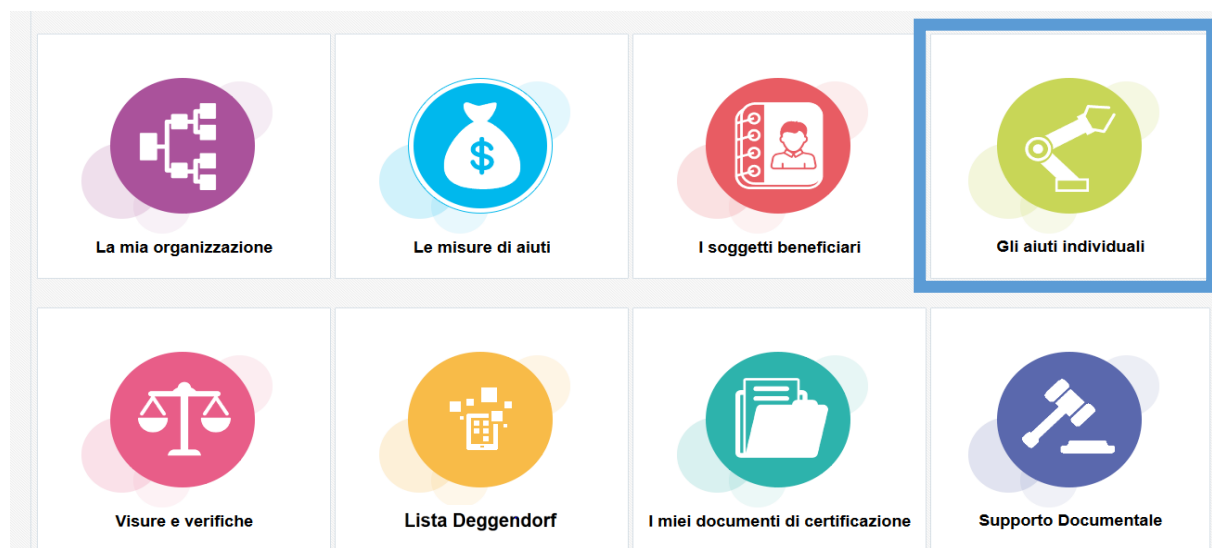 La mia organizzazione
Le misure di aiuti
I soggetti beneficiari
Gli aiuti individuali
Visure e verifiche
Lista Deggendorf
I miei documenti di certificazione
Supporto Documentale